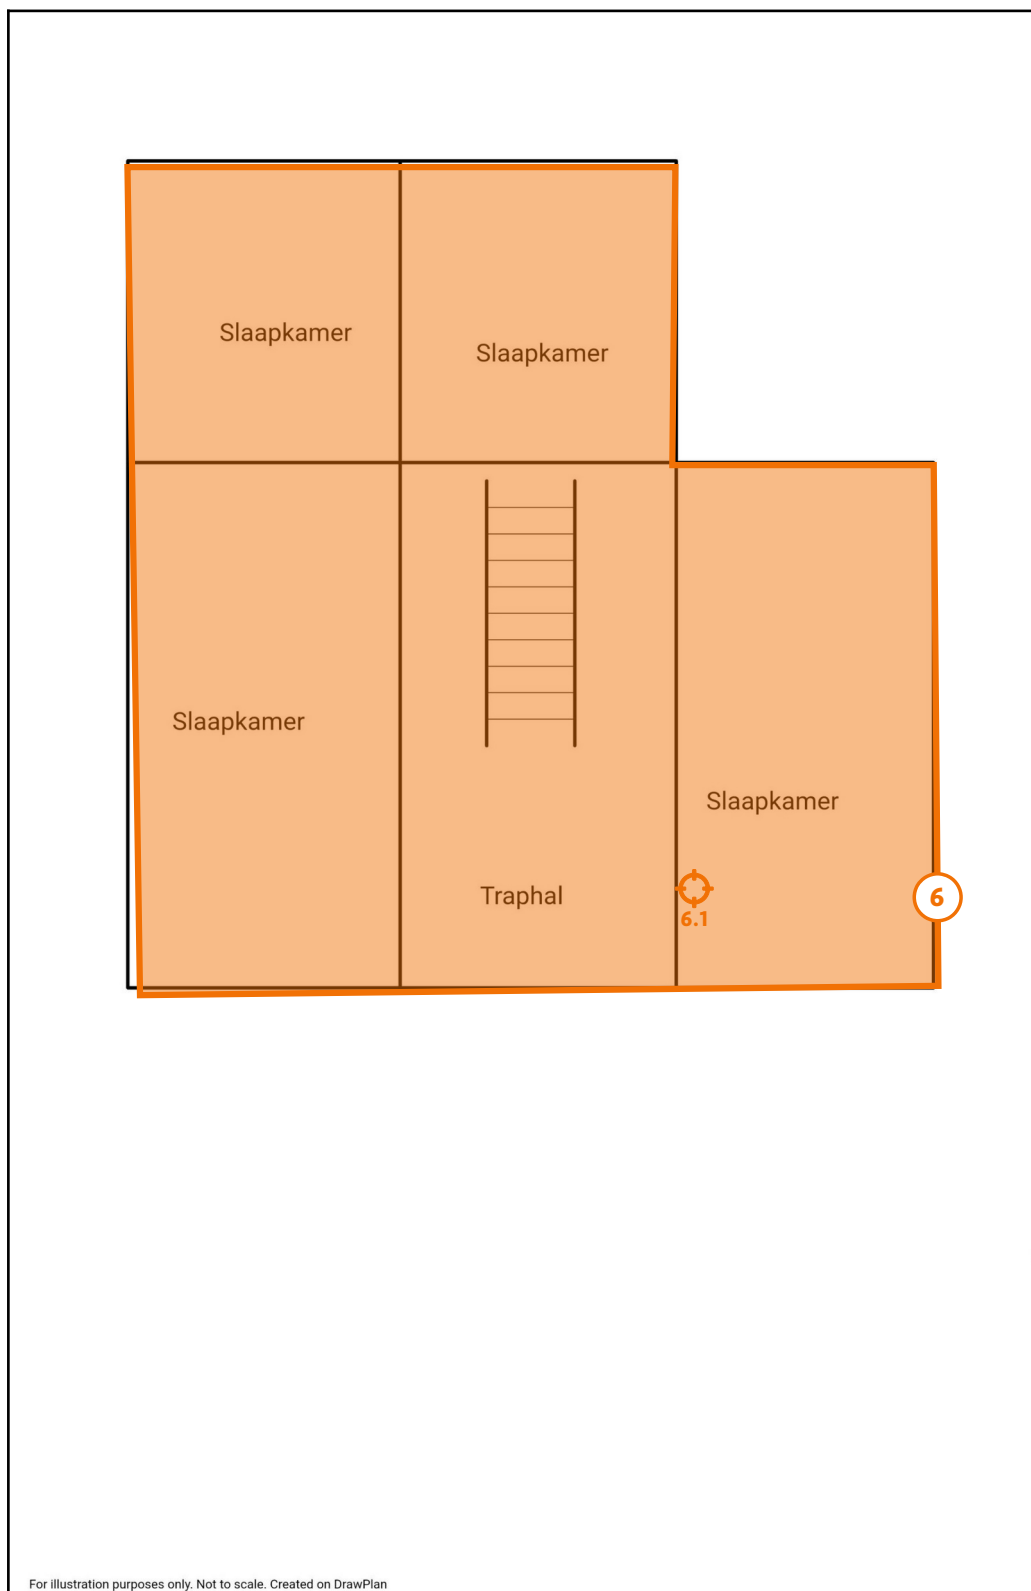 Slaapkamer
Slaapkamer
Slaapkamer
Slaapkamer
Traphal
6.1
6
For illustration purposes only. Not to scale. Created on DrawPlan